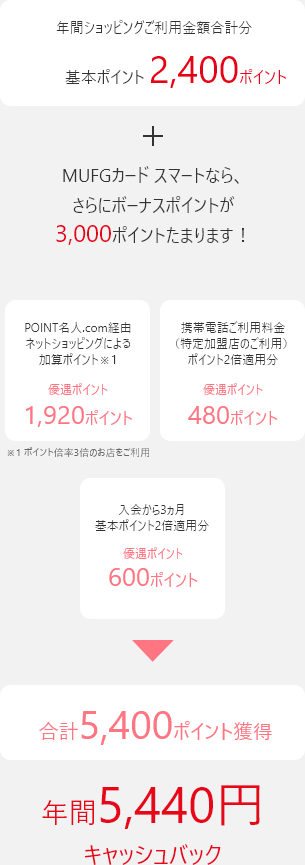 年間ショッピングご利用金額合計分
基本ポイント 2,400ポイント
＋
MUFGカード スマートなら、
さらにボーナスポイントが
3,000ポイントたまります！
POINT名人.com経由
ネットショッピングによる
加算ポイント※1
優遇ポイント
1,920ポイント
※1 ポイント倍率3倍のお店をご利用
携帯電話ご利用料金
（特定加盟店のご利用）
ポイント2倍適用分
優遇ポイント
480ポイント
入会から3ヵ月
基本ポイント2倍適用分
優遇ポイント
600ポイント
合計5,400ポイント獲得
年間5,440円
キャッシュバック